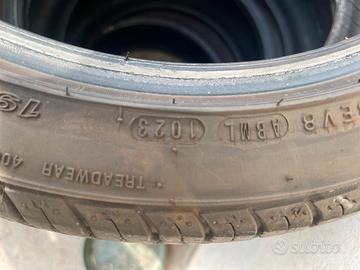 EV8 ABML 1023
TREADWEAR 40
subito